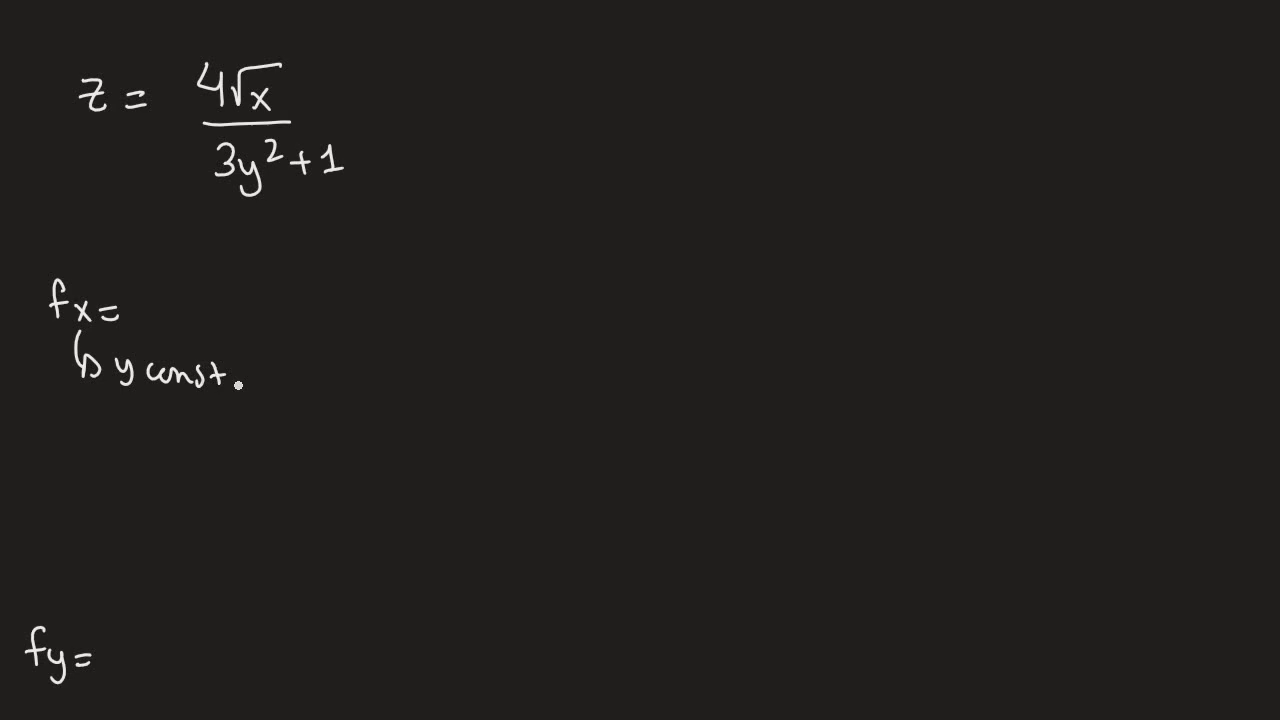 z = 4√x / 3y²+1
fx=
↳ y const.
fy=